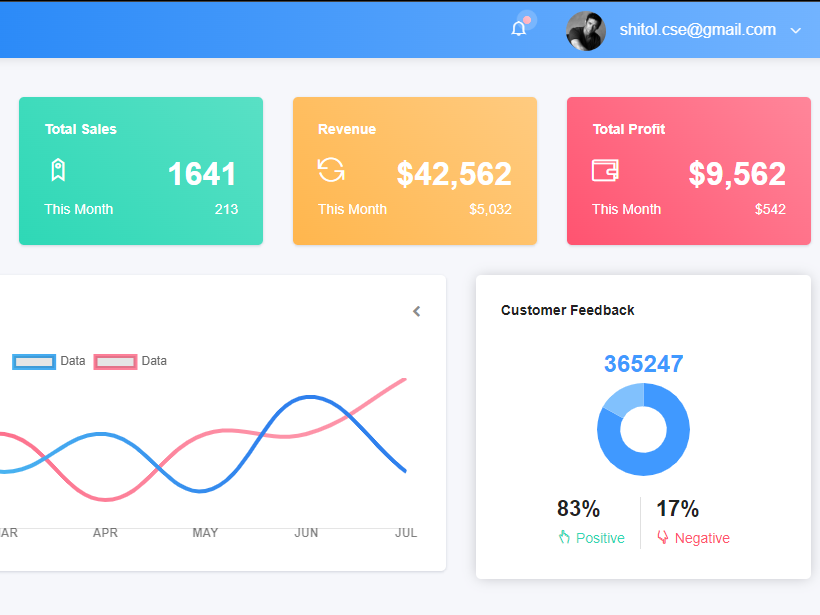 shitol.cse@gmail.com
Total Sales
1641
This Month 213
Revenue
$42,562
This Month $5,032
Total Profit
$9,562
This Month $542
Data Data
AR APR MAY JUN JUL
Customer Feedback
365247
83% 17%
Positive Negative